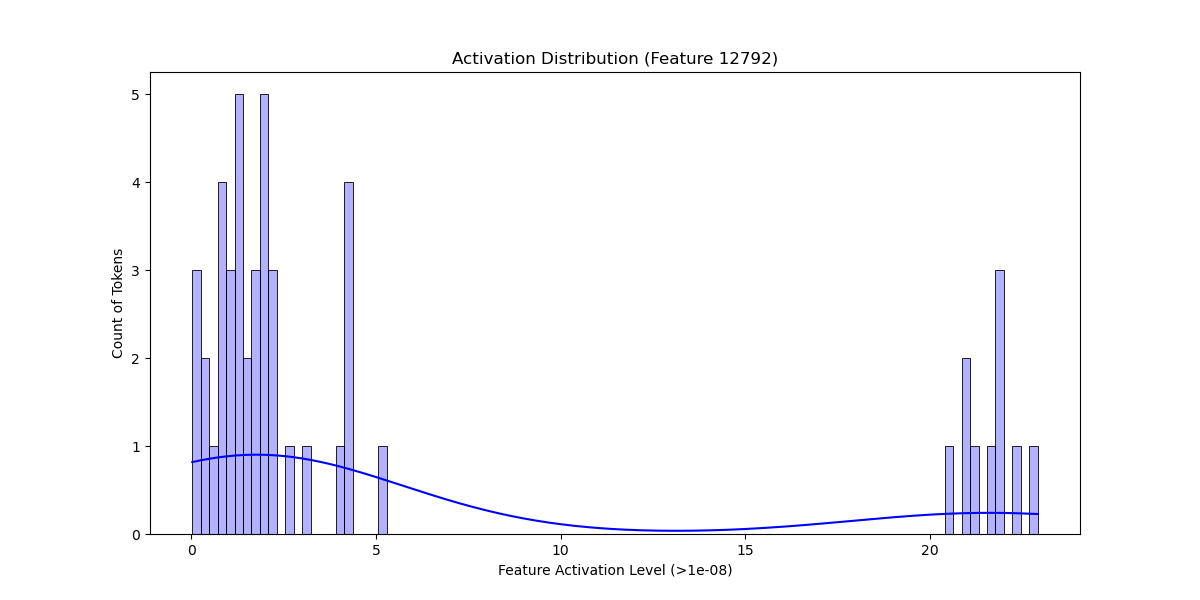 Activation Distribution (Feature 12792)
5
4
3
2
1
0
Count of Tokens
0 5 10 15 20
Feature Activation Level (>1e-08)